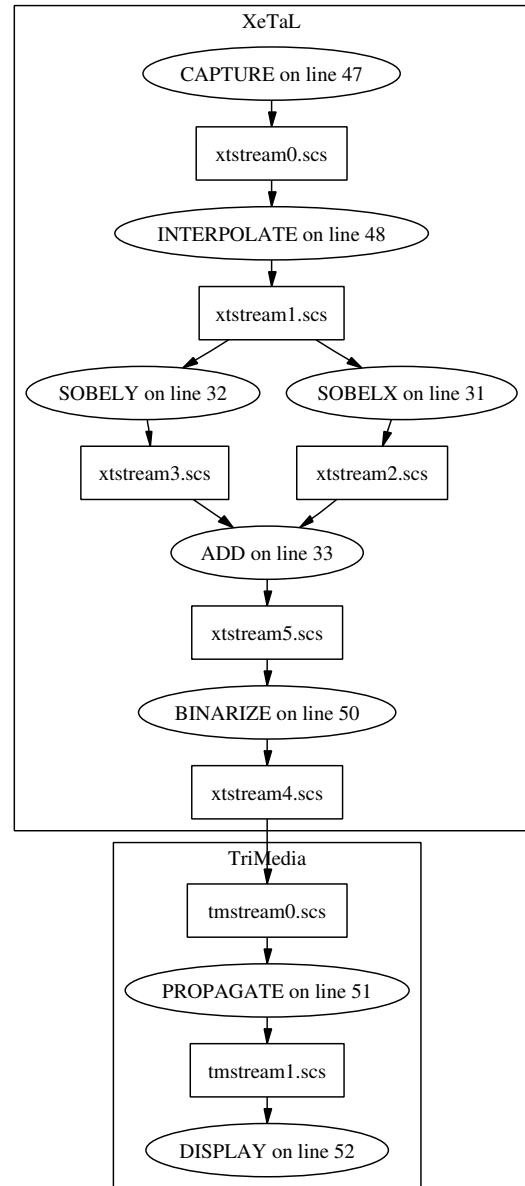 XeTaL
CAPTURE on line 47
xtstream0.scs
INTERPOLATE on line 48
xtstream1.scs
SOBELY on line 32
SOBELX on line 31
xtstream3.scs
xtstream2.scs
ADD on line 33
xtstream5.scs
BINARIZE on line 50
xtstream4.scs
TriMedia
tmstream0.scs
PROPAGATE on line 51
tmstream1.scs
DISPLAY on line 52